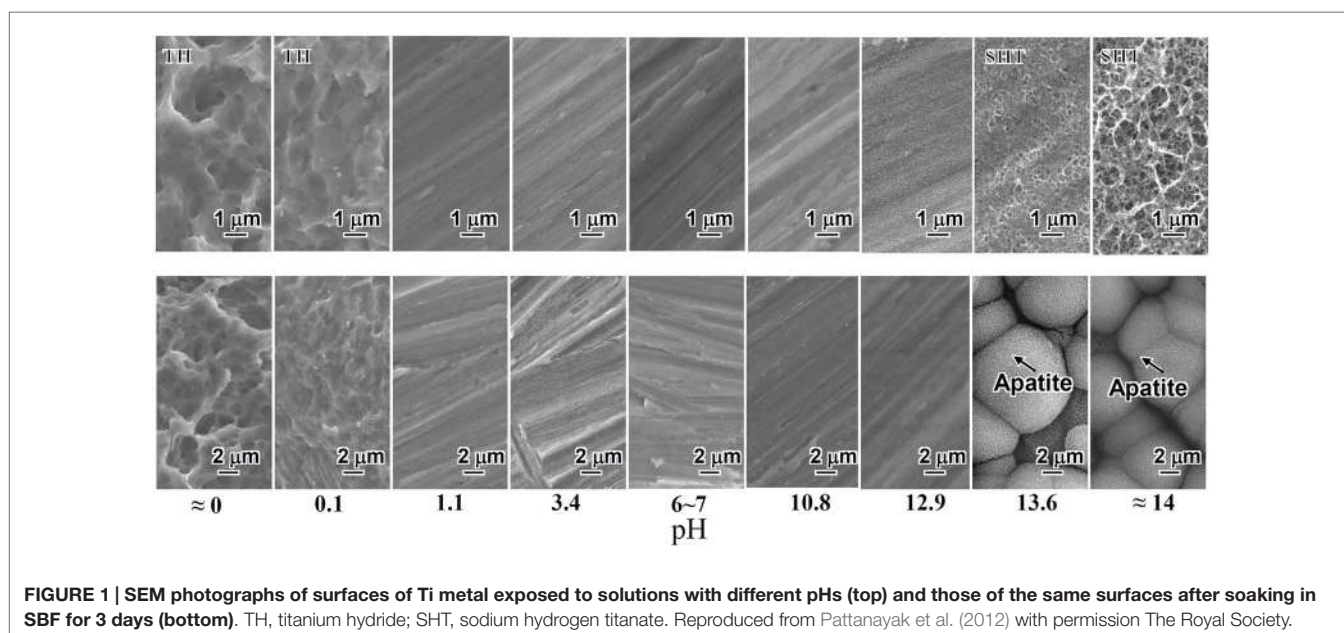 TH TH SHT SHT
1 μm 1 μm 1 μm 1 μm 1 μm 1 μm 1 μm 1 μm 1 μm
Apatite Apatite
2 μm 2 μm 2 μm 2 μm 2 μm 2 μm 2 μm 2 μm 2 μm
≈ 0 0.1 1.1 3.4 6~7 10.8 12.9 13.6 ≈ 14
pH
FIGURE 1 | SEM photographs of surfaces of Ti metal exposed to solutions with different pHs (top) and those of the same surfaces after soaking in
SBF for 3 days (bottom). TH, titanium hydride; SHT, sodium hydrogen titanate. Reproduced from Pattanayak et al. (2012) with permission The Royal Society.